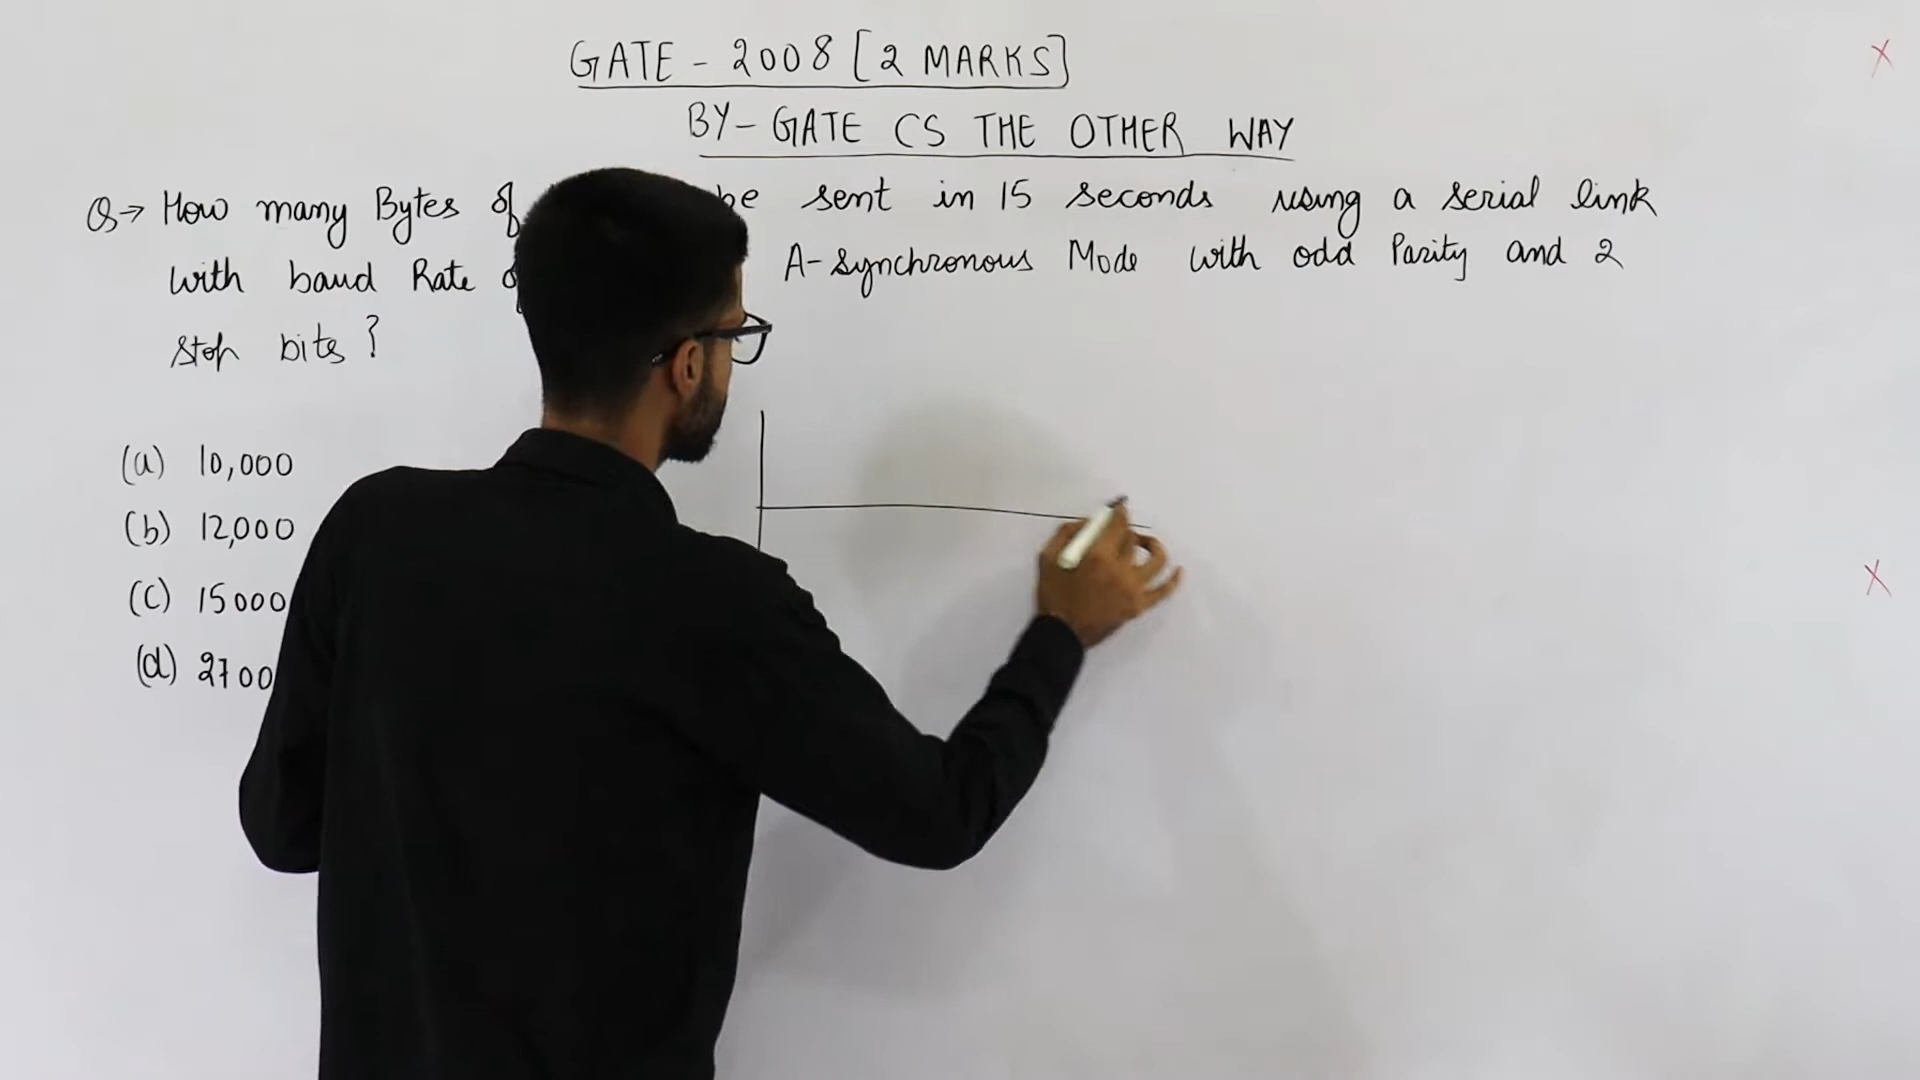 GATE - 2008 [2 MARKS]
BY - GATE CS THE OTHER WAY
Q→ How many Bytes of be sent in 15 seconds using a serial link
with baud Rate A-synchronous Mode with odd Parity and 2
stop bits ?
(a) 10,000
(b) 12,000
(c) 15000
(d) 2700
X
X